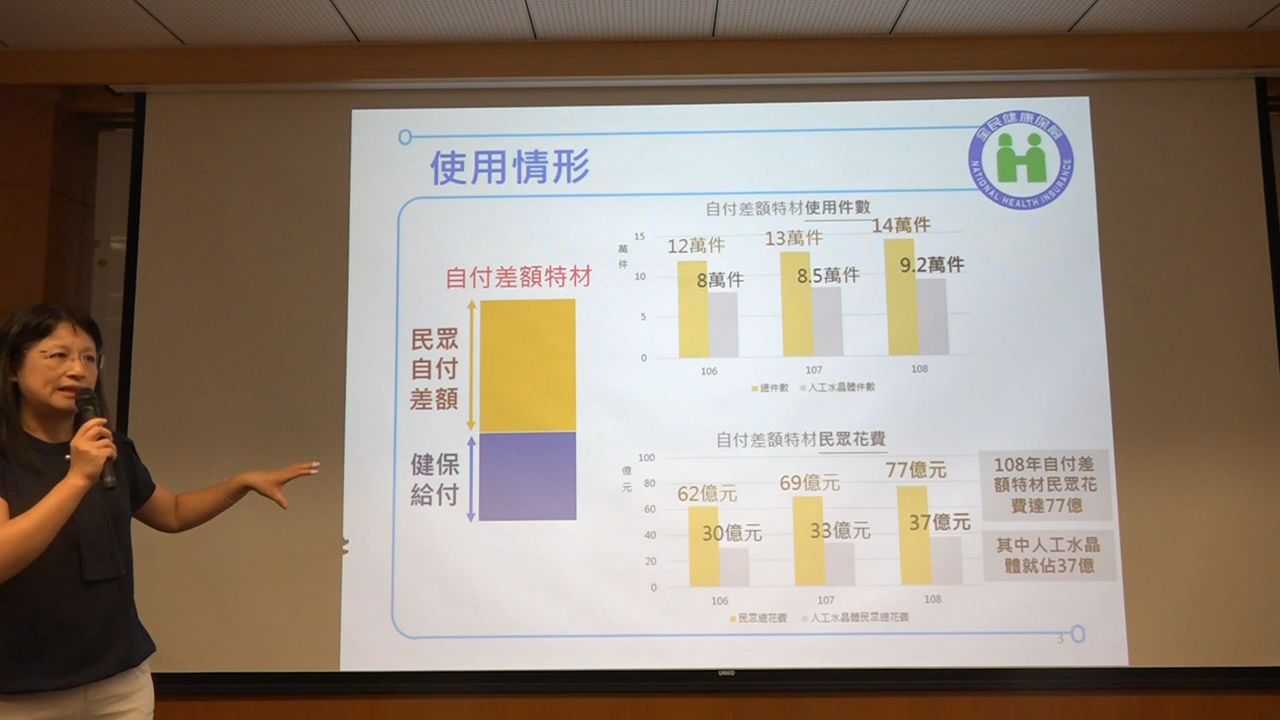 全民健康保險
NATIONAL HEALTH INSURANCE
使用情形
自付差額特材
民眾
自付
差額
健保
給付
自付差額特材使用件數
萬
件
15
10
5
0
12萬件
8萬件
13萬件
8.5萬件
14萬件
9.2萬件
106
107
108
總件數
人工水晶體件數
自付差額特材民眾花費
億
元
100
80
60
40
20
0
62億元
30億元
69億元
33億元
77億元
37億元
106
107
108
民眾總花費
人工水晶體民眾總花費
108年自付差
額特材民眾花
費達77億
其中人工水晶
體就佔37億
3
UNICO